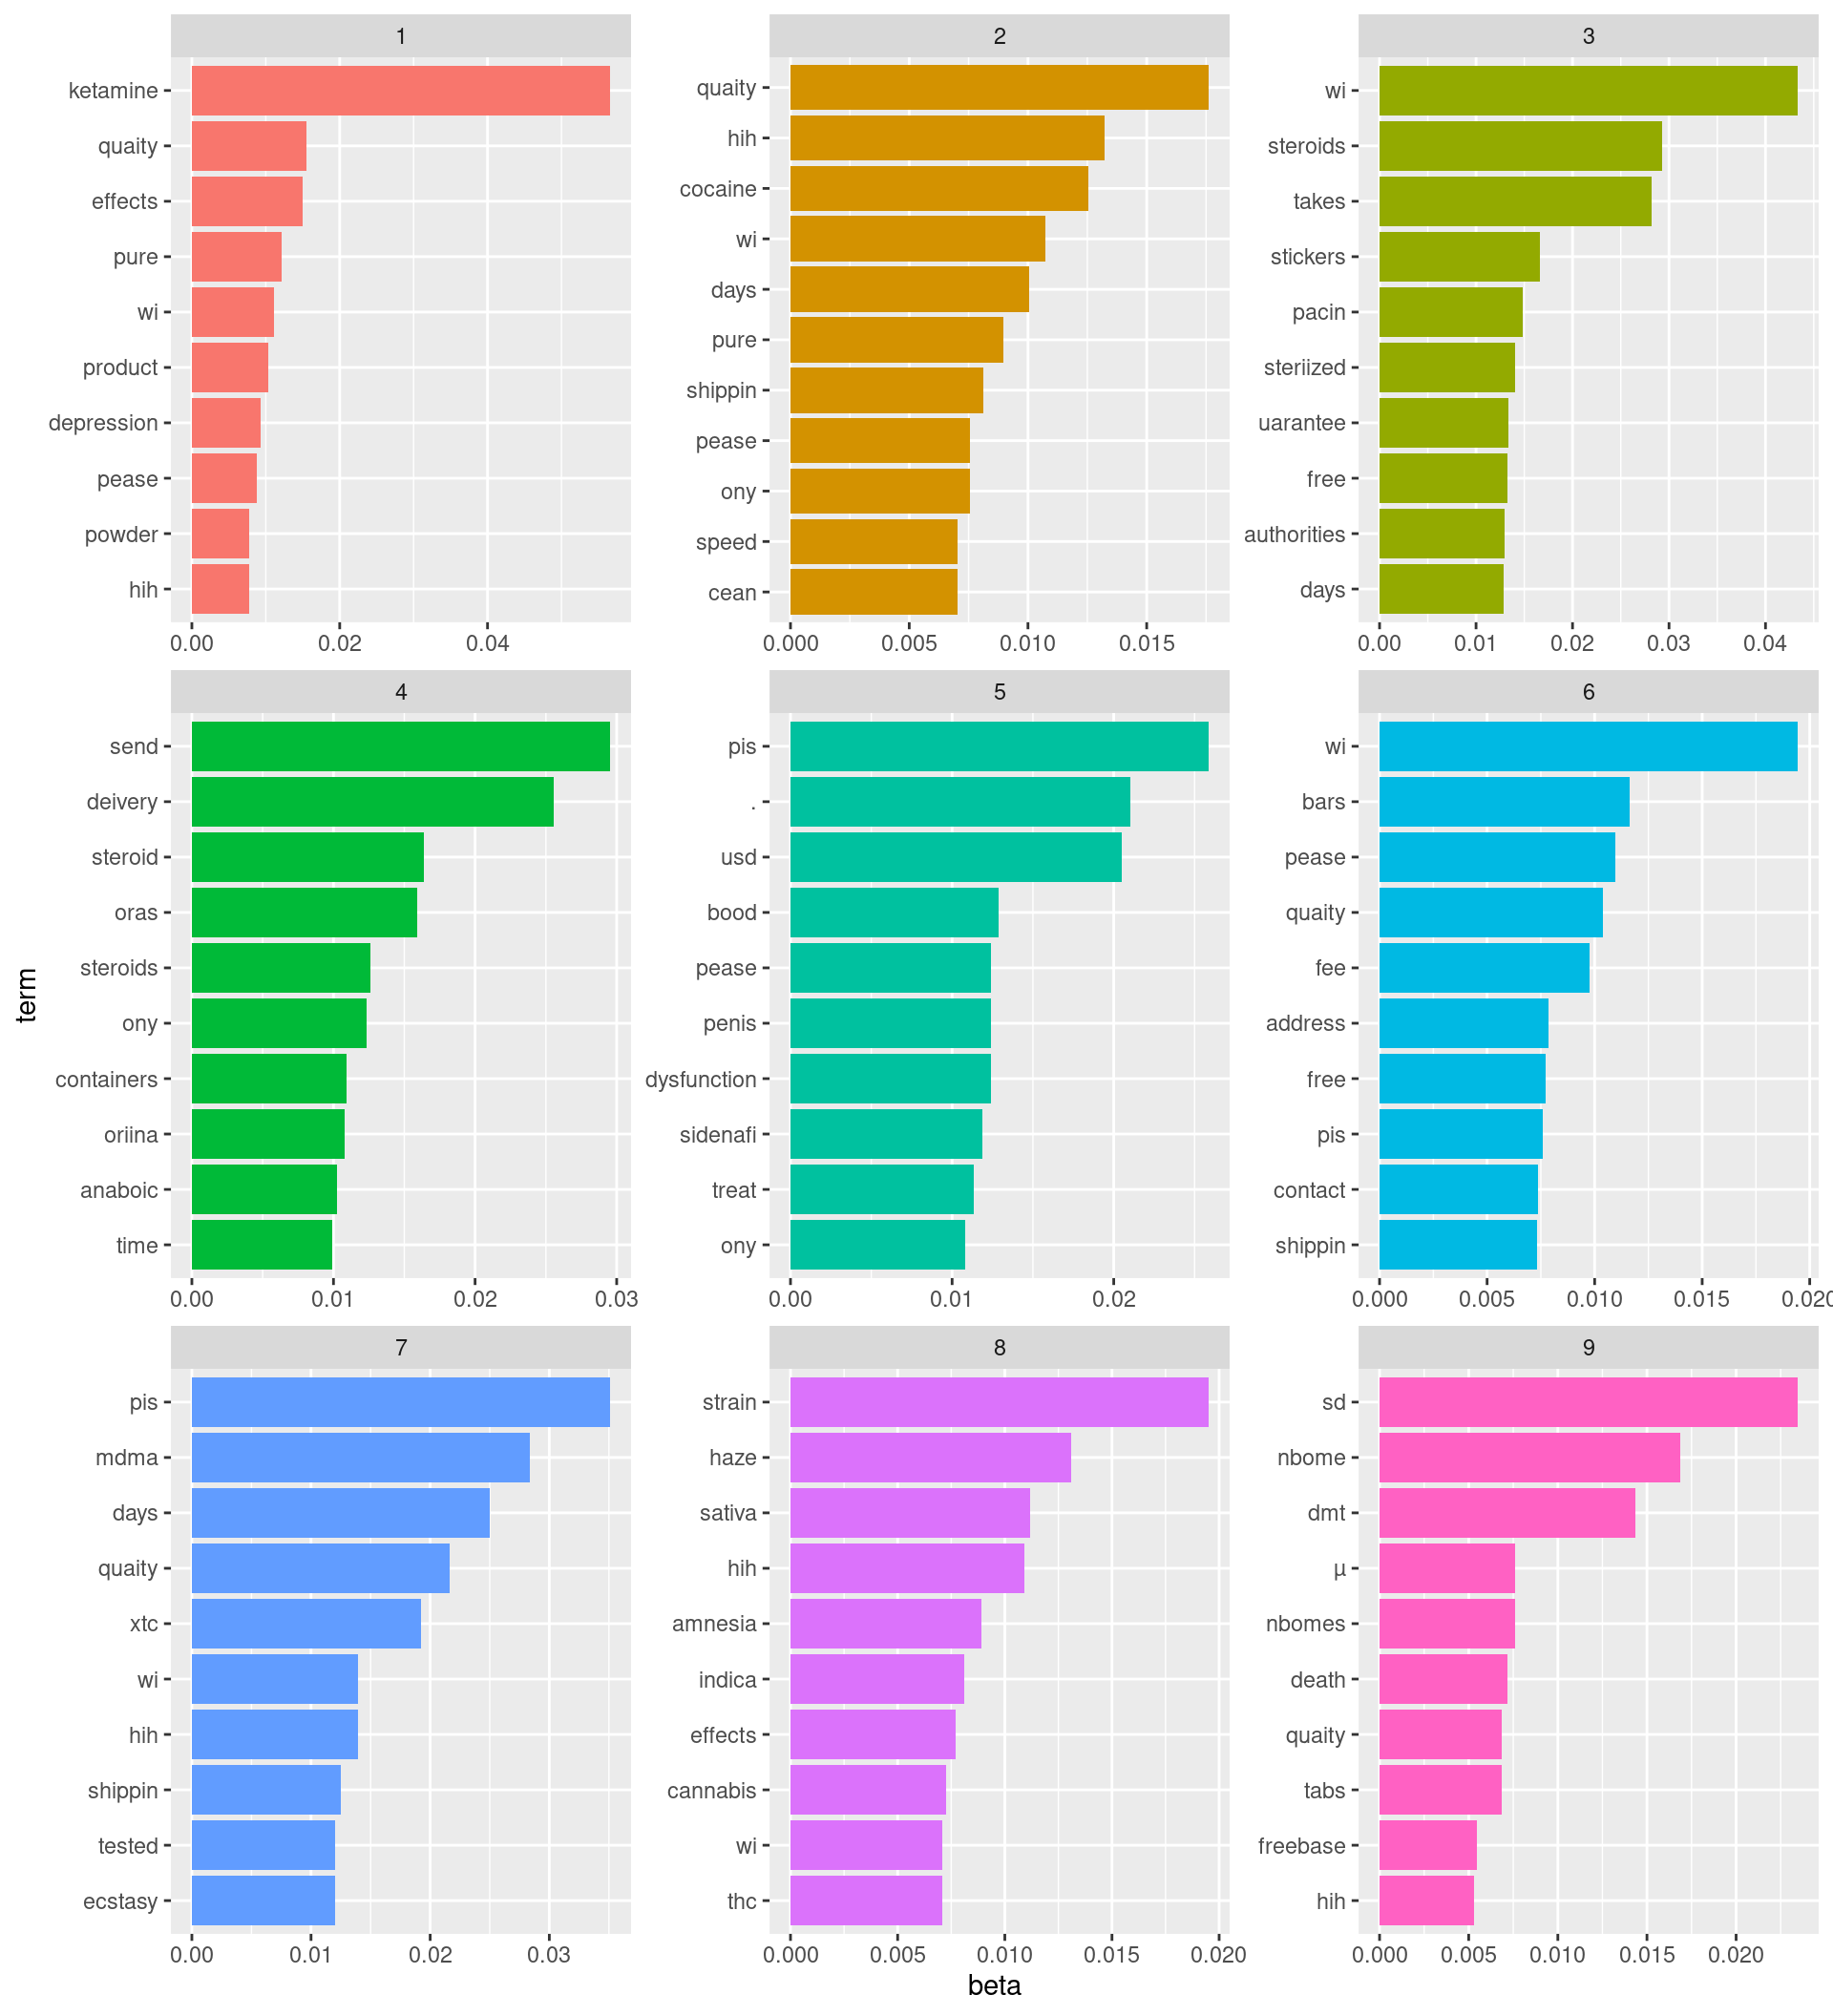 1
ketamine
quaity
effects
pure
wi
product
depression
pease
powder
hih
0.00 0.02 0.04
2
quaity
hih
cocaine
wi
days
pure
shippin
pease
ony
speed
cean
0.000 0.005 0.010 0.015
3
wi
steroids
takes
stickers
pacin
steriized
uarantee
free
authorities
days
0.00 0.01 0.02 0.03 0.04
term
4
send
deivery
steroid
oras
steroids
ony
containers
oriina
anaboic
time
0.00 0.01 0.02 0.03
5
pis
.
usd
bood
pease
penis
dysfunction
sidenafi
treat
ony
0.00 0.01 0.02
6
wi
bars
pease
quaity
fee
address
free
pis
contact
shippin
0.000 0.005 0.010 0.015 0.020
7
pis
mdma
days
quaity
xtc
wi
hih
shippin
tested
ecstasy
0.00 0.01 0.02 0.03
8
strain
haze
sativa
hih
amnesia
indica
effects
cannabis
wi
thc
0.000 0.005 0.010 0.015 0.020
9
sd
nbome
dmt
µ
nbomes
death
quaity
tabs
freebase
hih
0.000 0.005 0.010 0.015 0.020
beta